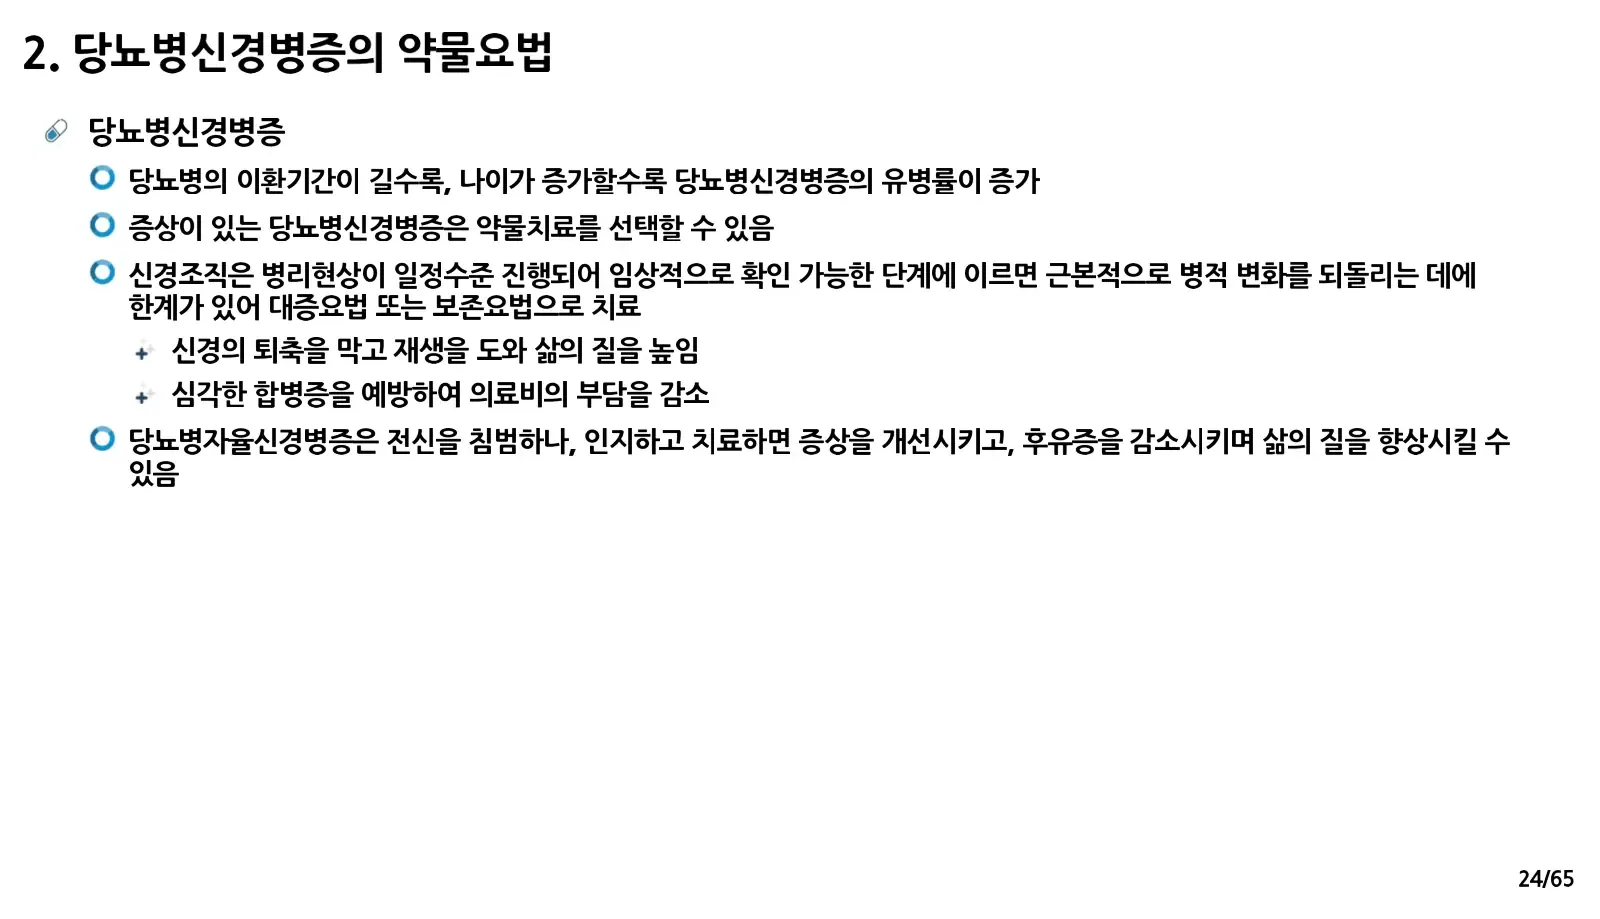 2. 당뇨병신경병증의 약물요법
당뇨병신경병증
당뇨병의 이환기간이 길수록, 나이가 증가할수록 당뇨병신경병증의 유병률이 증가
증상이 있는 당뇨병신경병증은 약물치료를 선택할 수 있음
신경조직은 병리현상이 일정수준 진행되어 임상적으로 확인 가능한 단계에 이르면 근본적으로 병적 변화를 되돌리는 데에
한계가 있어 대증요법 또는 보존요법으로 치료
신경의 퇴축을 막고 재생을 도와 삶의 질을 높임
심각한 합병증을 예방하여 의료비의 부담을 감소
당뇨병자율신경병증은 전신을 침범하나, 인지하고 치료하면 증상을 개선시키고, 후유증을 감소시키며 삶의 질을 향상시킬 수
있음
24/65